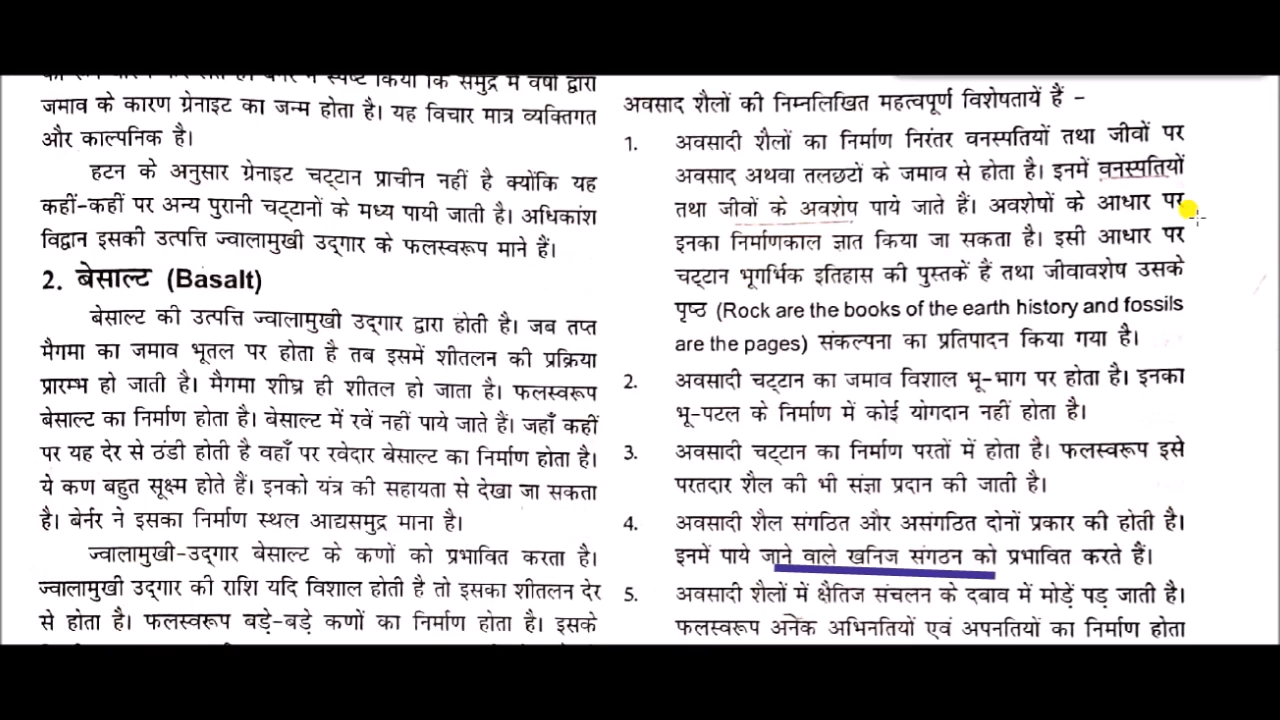 जमाव के कारण ग्रेनाइट का जन्म होता है। यह विचार मात्र व्यक्तिगत
और काल्पनिक है।
हटन के अनुसार ग्रेनाइट चट्टान प्राचीन नहीं है क्योंकि यह
कहीं-कहीं पर अन्य पुरानी चट्टानों के मध्य पायी जाती है। अधिकांश
विद्वान इसकी उत्पत्ति ज्वालामुखी उद्गार के फलस्वरूप माने हैं।
2. बेसाल्ट (Basalt)
बेसाल्ट की उत्पत्ति ज्वालामुखी उद्गार द्वारा होती है। जब तप्त
मैगमा का जमाव भूतल पर होता है तब इसमें शीतलन की प्रक्रिया
प्रारम्भ हो जाती है। मैगमा शीघ्र ही शीतल हो जाता है। फलस्वरूप
बेसाल्ट का निर्माण होता है। बेसाल्ट में रवें नहीं पाये जाते हैं। जहाँ कहीं
पर यह देर से ठंडी होती है वहाँ पर रवेदार बेसाल्ट का निर्माण होता है।
ये कण बहुत सूक्ष्म होते हैं। इनको यंत्र की सहायता से देखा जा सकता
है। बेर्नर ने इसका निर्माण स्थल आद्यसमुद्र माना है।
ज्वालामुखी-उद्गार बेसाल्ट के कणों को प्रभावित करता है।
ज्वालामुखी उद्गार की राशि यदि विशाल होती है तो इसका शीतलन देर
से होता है। फलस्वरूप बड़े-बड़े कणों का निर्माण होता है। इसके
अवसाद शैलों की निम्नलिखित महत्वपूर्ण विशेषतायें हैं -
1. अवसादी शैलों का निर्माण निरंतर वनस्पतियों तथा जीवों पर
अवसाद अथवा तलछटों के जमाव से होता है। इनमें वनस्पतियों
तथा जीवों के अवशेष पाये जाते हैं। अवशेषों के आधार पर
इनका निर्माणकाल ज्ञात किया जा सकता है। इसी आधार पर
चट्टान भूगर्भिक इतिहास की पुस्तकें हैं तथा जीवावशेष उसके
पृष्ठ (Rock are the books of the earth history and fossils
are the pages) संकल्पना का प्रतिपादन किया गया है।
2. अवसादी चट्टान का जमाव विशाल भू-भाग पर होता है। इनका
भू-पटल के निर्माण में कोई योगदान नहीं होता है।
3. अवसादी चट्टान का निर्माण परतों में होता है। फलस्वरूप इसे
परतदार शैल की भी संज्ञा प्रदान की जाती है।
4. अवसादी शैल संगठित और असंगठित दोनों प्रकार की होती है।
इनमें पाये जाने वाले खनिज संगठन को प्रभावित करते हैं।
5. अवसादी शैलों में क्षैतिज संचलन के दबाव में मोड़ें पड़ जाती है।
फलस्वरूप अनेक अभिनतियों एवं अपनतियों का निर्माण होता